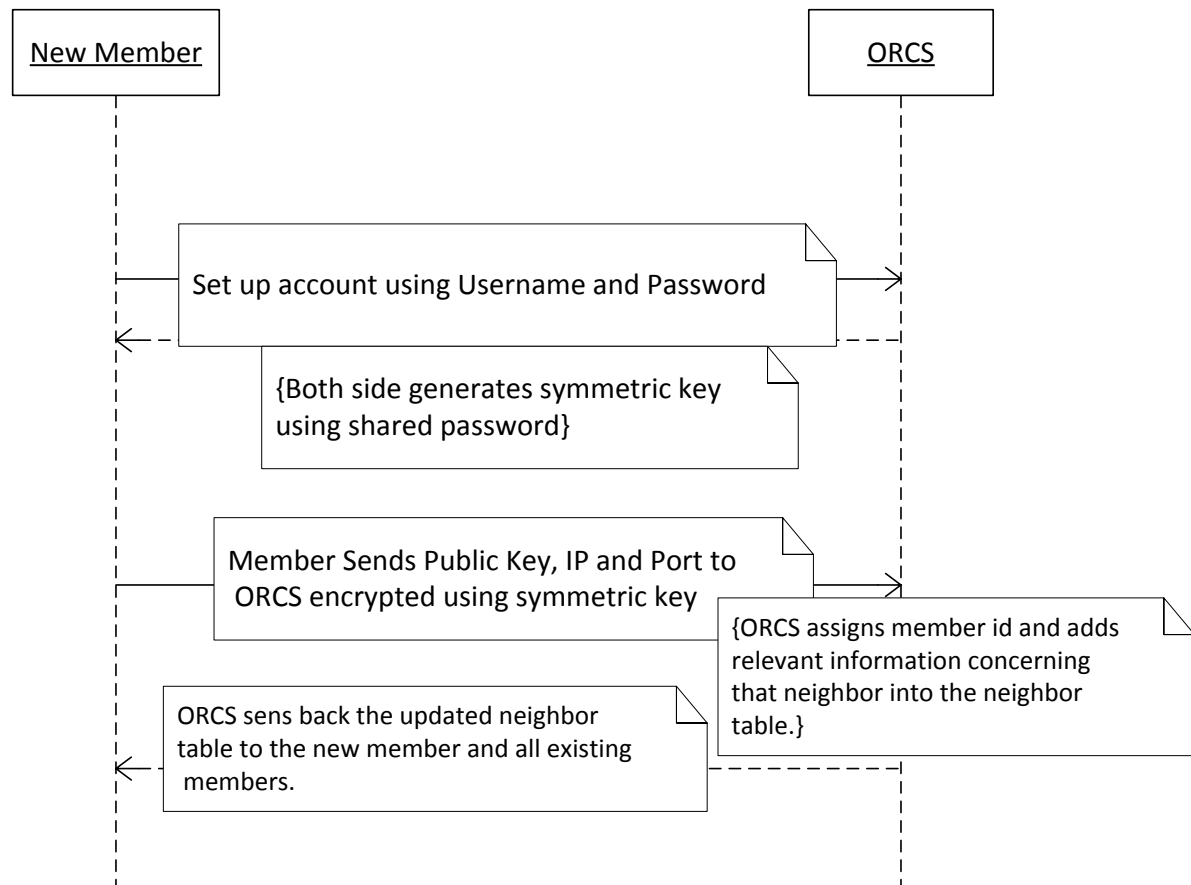 New Member
ORCS
Set up account using Username and Password
{Both side generates symmetric key
using shared password}
Member Sends Public Key, IP and Port to
ORCS encrypted using symmetric key
{ORCS assigns member id and adds
relevant information concerning
that neighbor into the neighbor
table.}
ORCS sens back the updated neighbor
table to the new member and all existing
members.